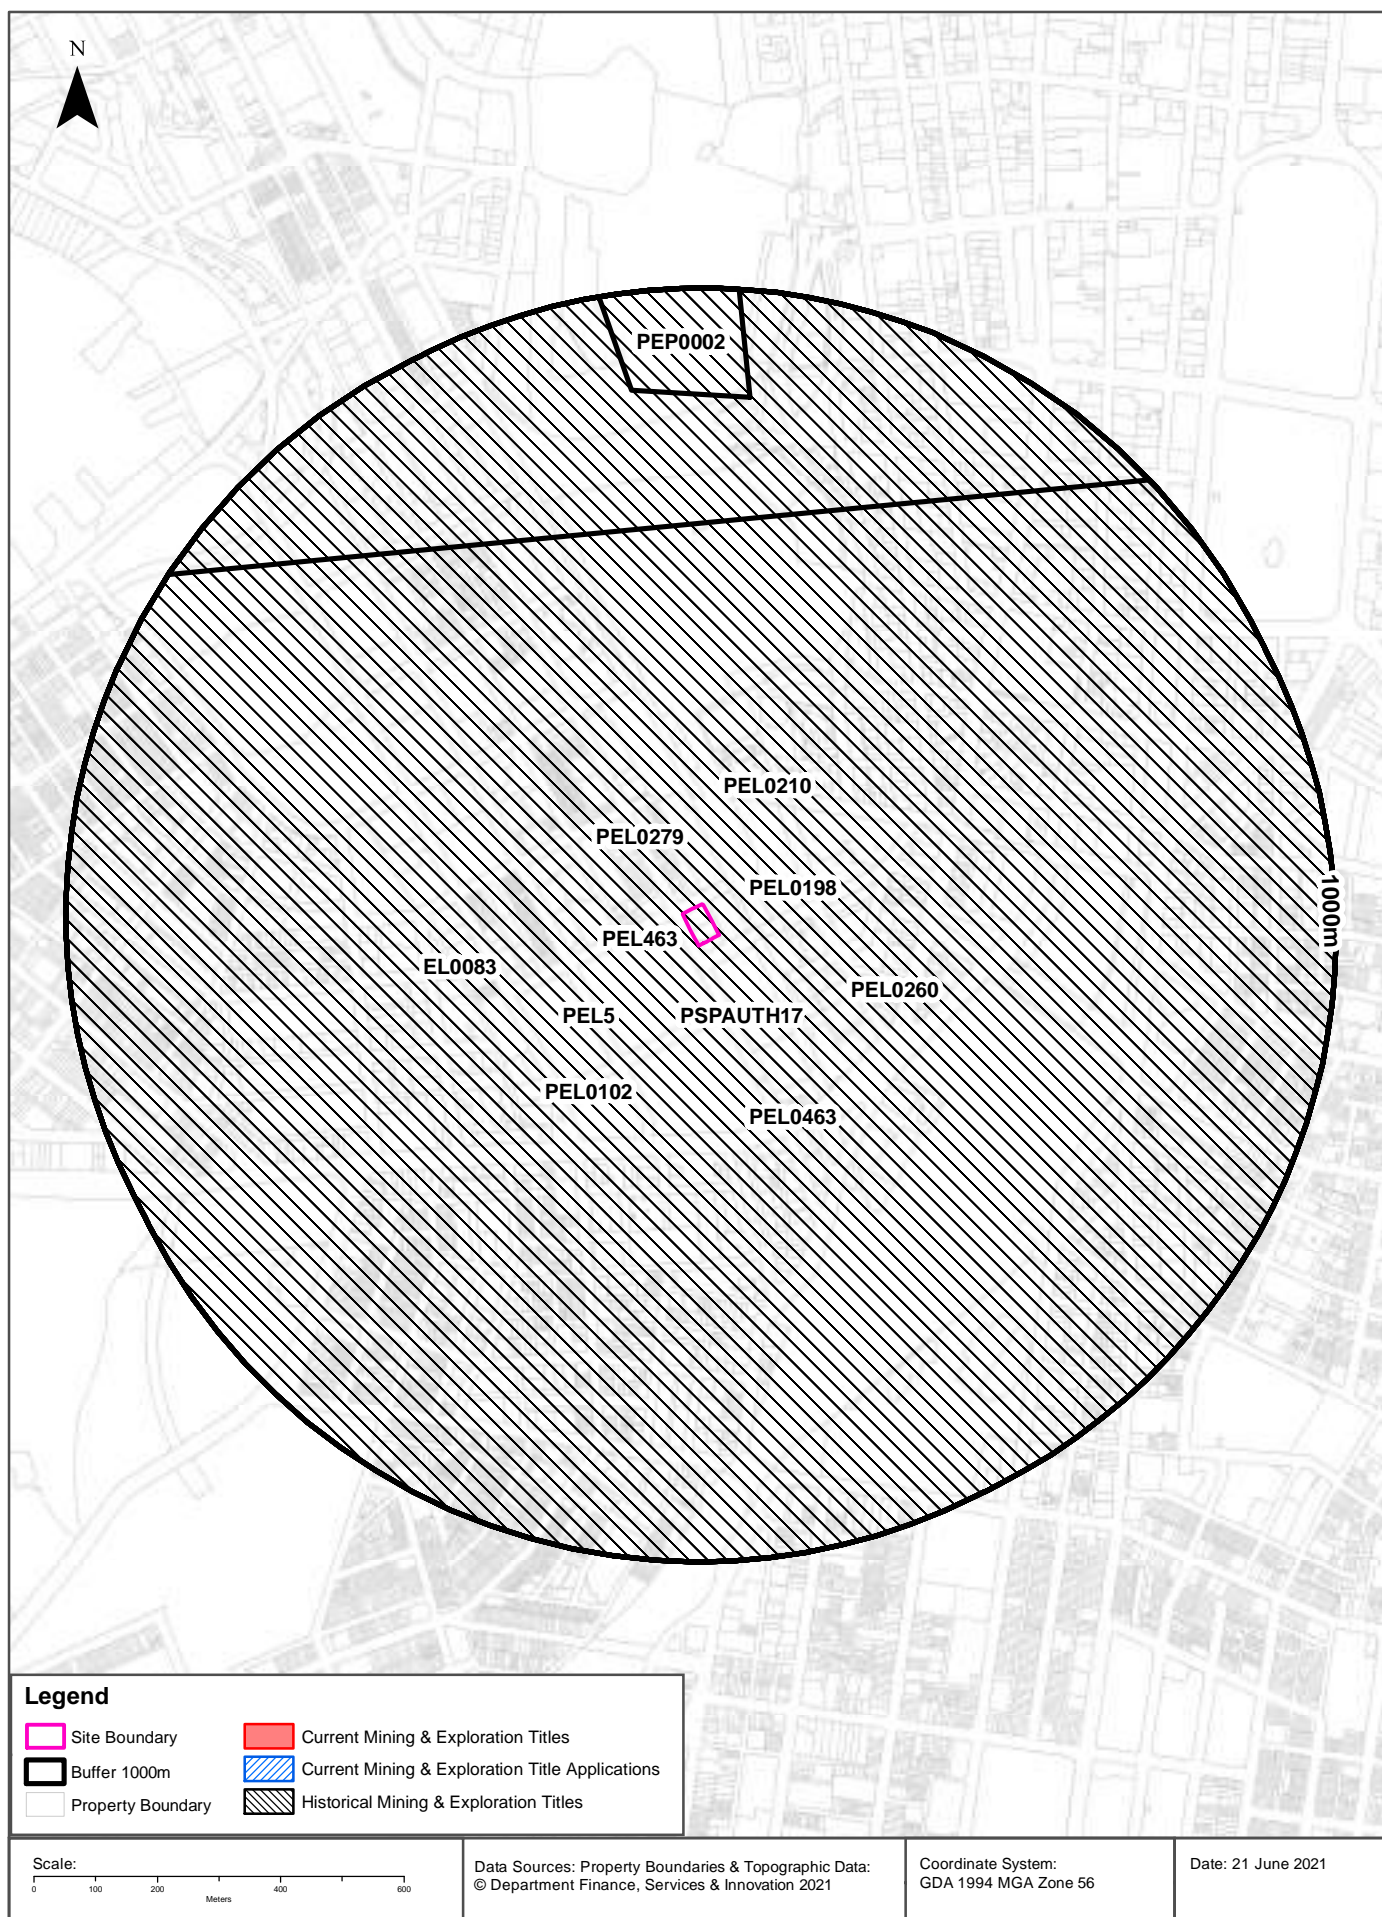 N
PEP0002
PEL0210
PEL0279
PEL0198
1000m
PEL463
EL0083
PEL0260
PEL5
PSPAUTH17
PEL0102
PEL0463
Legend
Site Boundary
Buffer 1000m
Property Boundary
Current Mining & Exploration Titles
Current Mining & Exploration Title Applications
Historical Mining & Exploration Titles
Scale:
0 100 200 400 600
Meters
Data Sources: Property Boundaries & Topographic Data:
© Department Finance, Services & Innovation 2021
Coordinate System:
GDA 1994 MGA Zone 56
Date: 21 June 2021